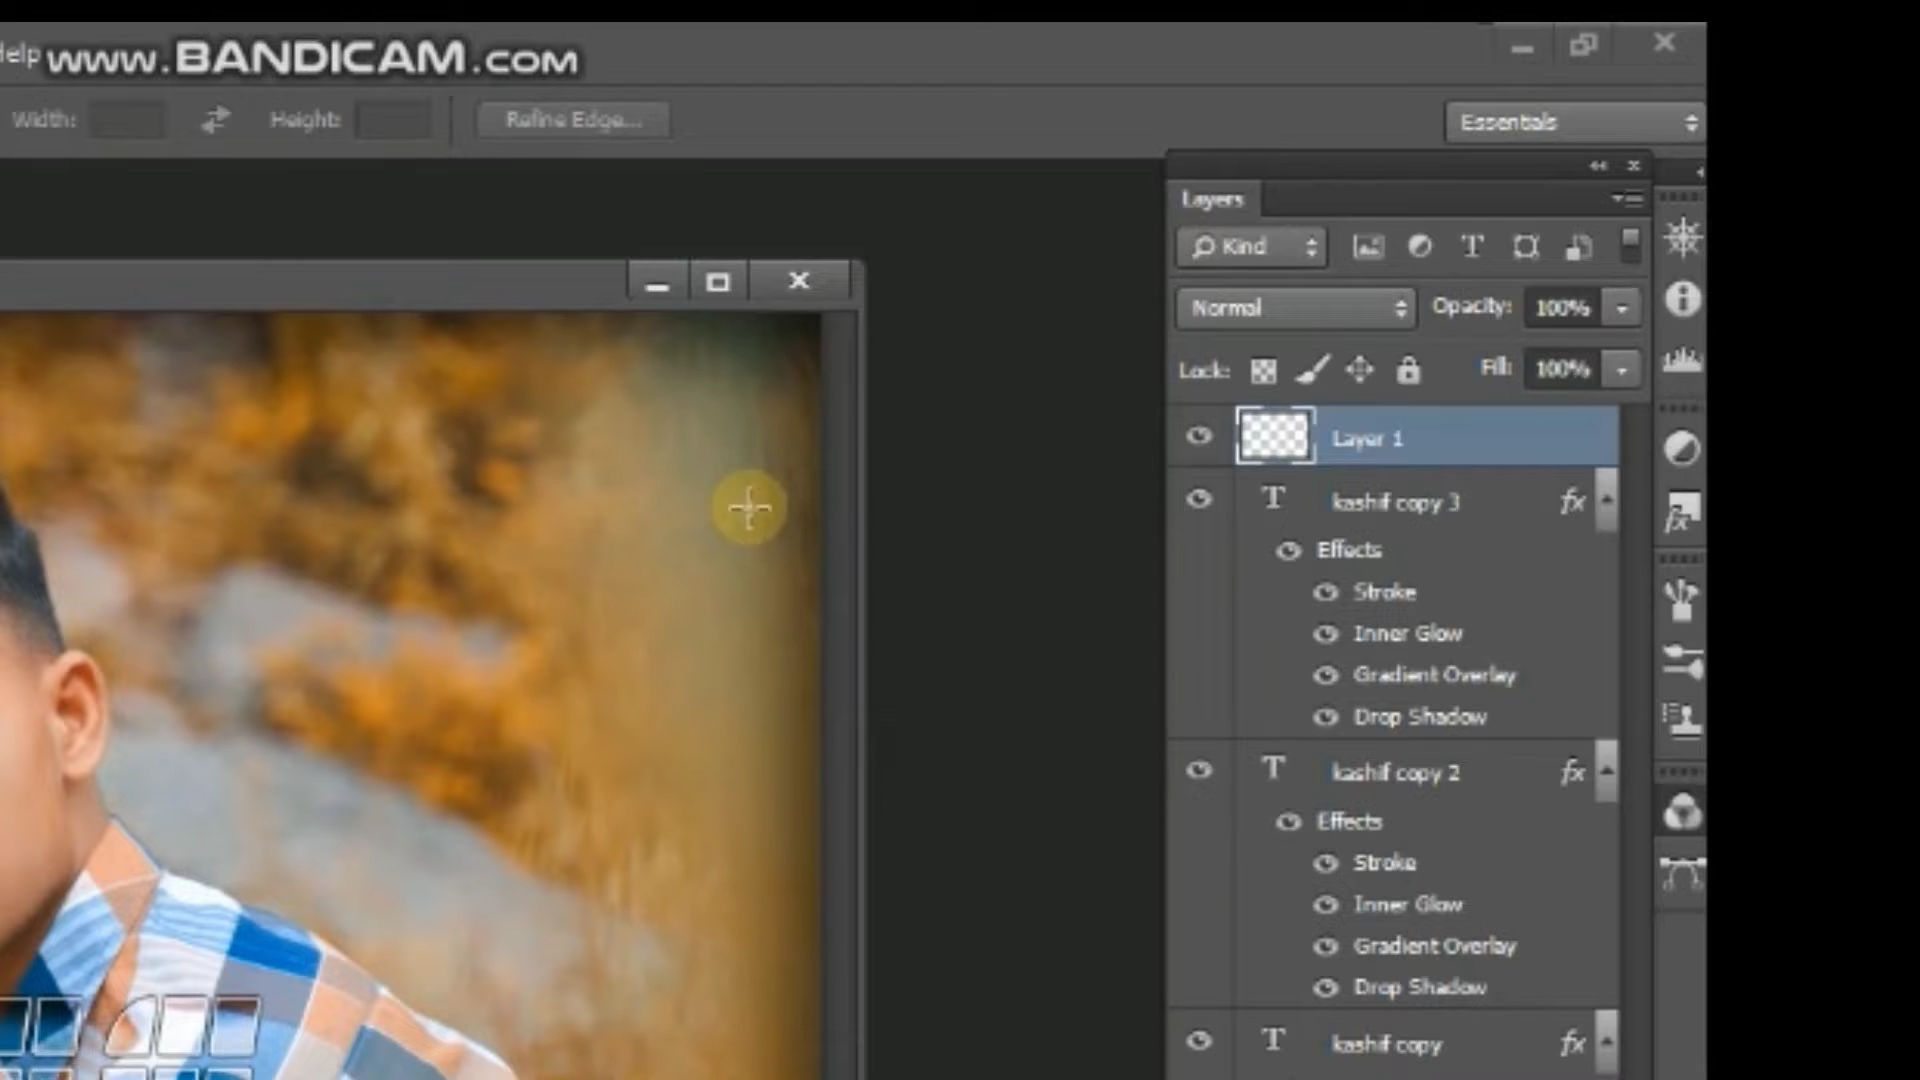 Help
www.BANDICAM.com
Width:
Height:
Refine Edge...
Essentials
Layers
Kind
T
Normal
Opacity: 100%
Lock:
Fill: 100%
Layer 1
T kashif copy 3 fx
Effects
Stroke
Inner Glow
Gradient Overlay
Drop Shadow
T kashif copy 2 fx
Effects
Stroke
Inner Glow
Gradient Overlay
Drop Shadow
T kashif copy fx